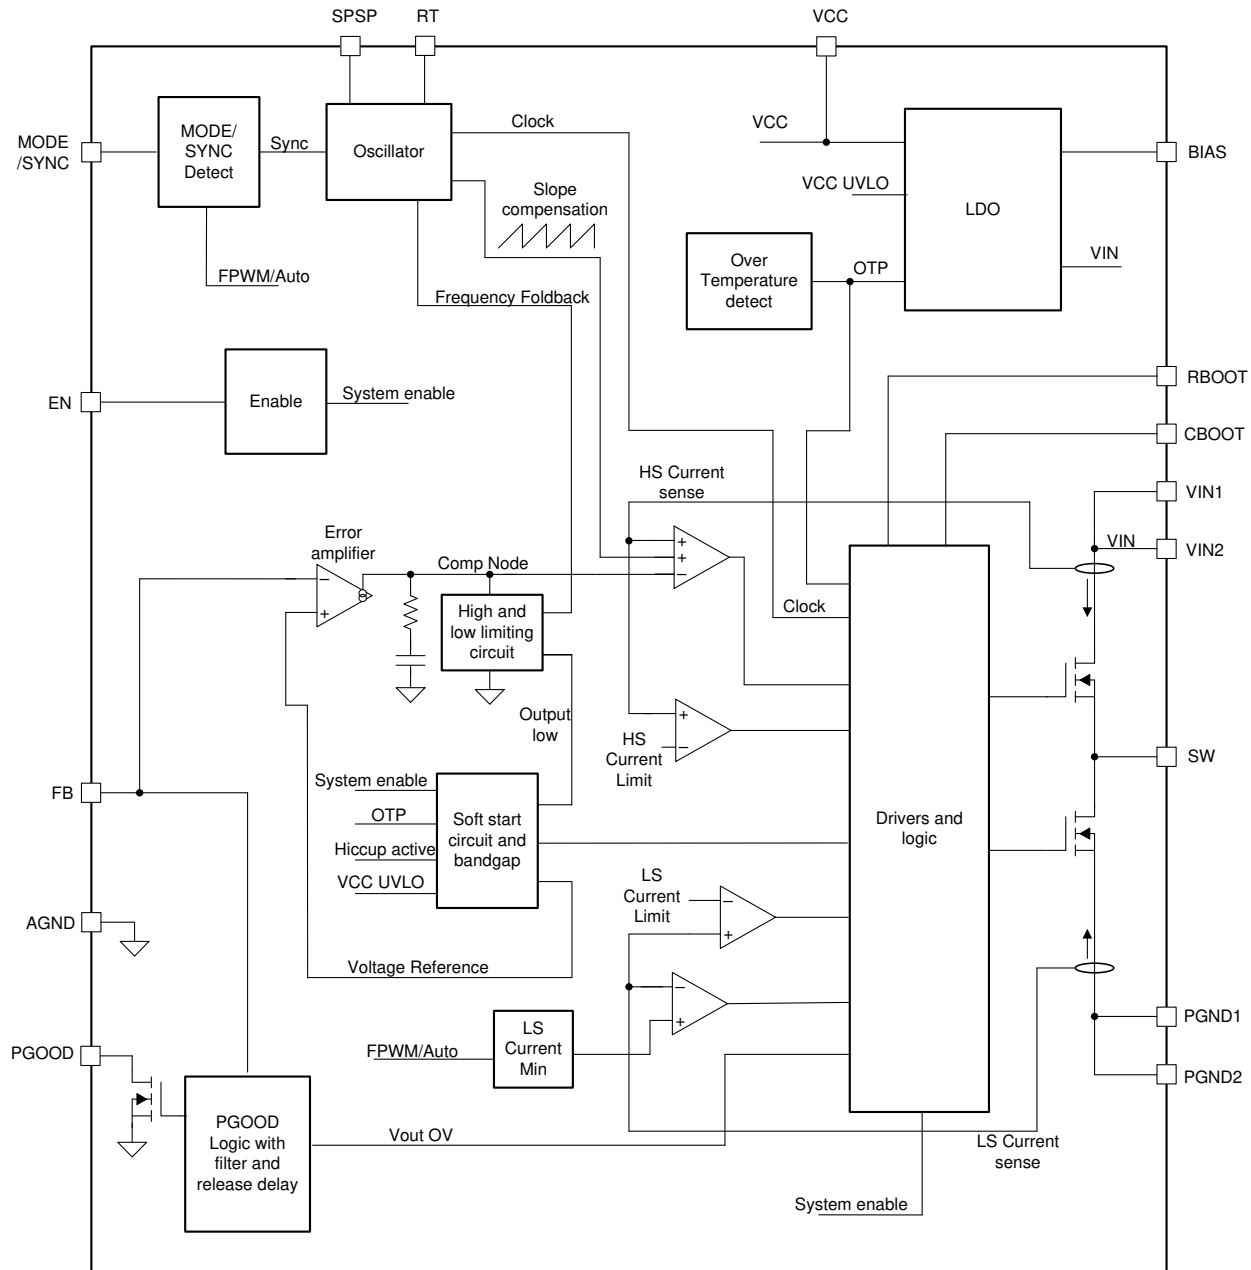 SPSP
RT
VCC
MODE
/SYNC
MODE/
SYNC
Detect
Sync
Oscillator
Clock
VCC
VCC UVLO
LDO
BIAS
VIN
Slope
compensation
FPWM/Auto
Frequency Foldback
Over
Temperature
detect
OTP
EN
Enable
System enable
RBOOT
CBOOT
HS Current
sense
VIN1
VIN
VIN2
Error
amplifier
−
+
Comp Node
+
+
−
High and
low limiting
circuit
Clock
Output
low
+
−
HS
Current
Limit
SW
FB
System enable
OTP
Hiccup active
VCC UVLO
Soft start
circuit and
bandgap
Drivers and
logic
LS
Current
Limit
−
+
AGND
Voltage Reference
−
+
LS
Current
Min
FPWM/Auto
PGND1
PGND2
PGOOD
PGOOD
Logic with
filter and
release delay
Vout OV
LS Current
sense
System enable